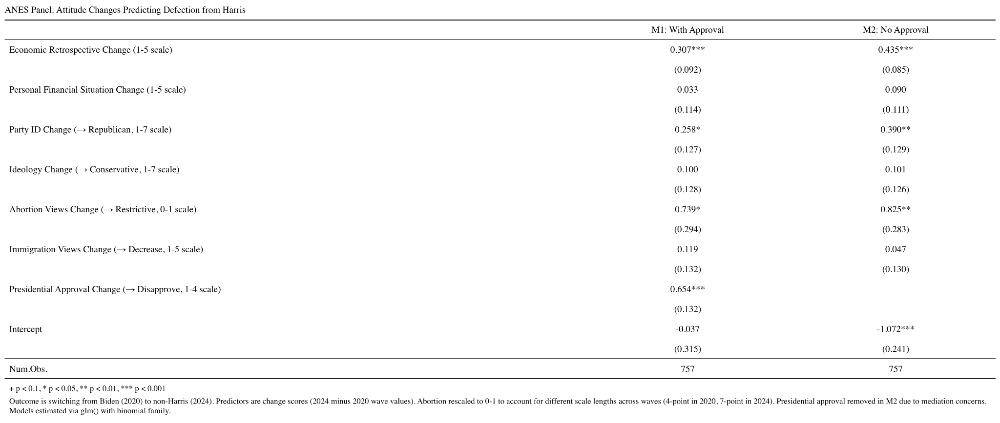 ANES Panel: Attitude Changes Predicting Defection from Harris
M1: With Approval M2: No Approval
Economic Retrospective Change (1-5 scale) 0.307*** 0.435***
(0.092) (0.085)
Personal Financial Situation Change (1-5 scale) 0.033 0.090
(0.114) (0.111)
Party ID Change (→ Republican, 1-7 scale) 0.258* 0.390**
(0.127) (0.129)
Ideology Change (→ Conservative, 1-7 scale) 0.100 0.101
(0.128) (0.126)
Abortion Views Change (→ Restrictive, 0-1 scale) 0.739* 0.825**
(0.294) (0.283)
Immigration Views Change (→ Decrease, 1-5 scale) 0.119 0.047
(0.132) (0.130)
Presidential Approval Change (→ Disapprove, 1-4 scale) 0.654***
(0.132)
Intercept -0.037 -1.072***
(0.315) (0.241)
Num.Obs. 757 757
+ p < 0.1, * p < 0.05, ** p < 0.01, *** p < 0.001
Outcome is switching from Biden (2020) to non-Harris (2024). Predictors are change scores (2024 minus 2020 wave values). Abortion rescaled to 0-1 to account for different scale lengths across waves (4-point in 2020, 7-point in 2024). Presidential approval removed in M2 due to mediation concerns.
Models estimated via glm() with binomial family.